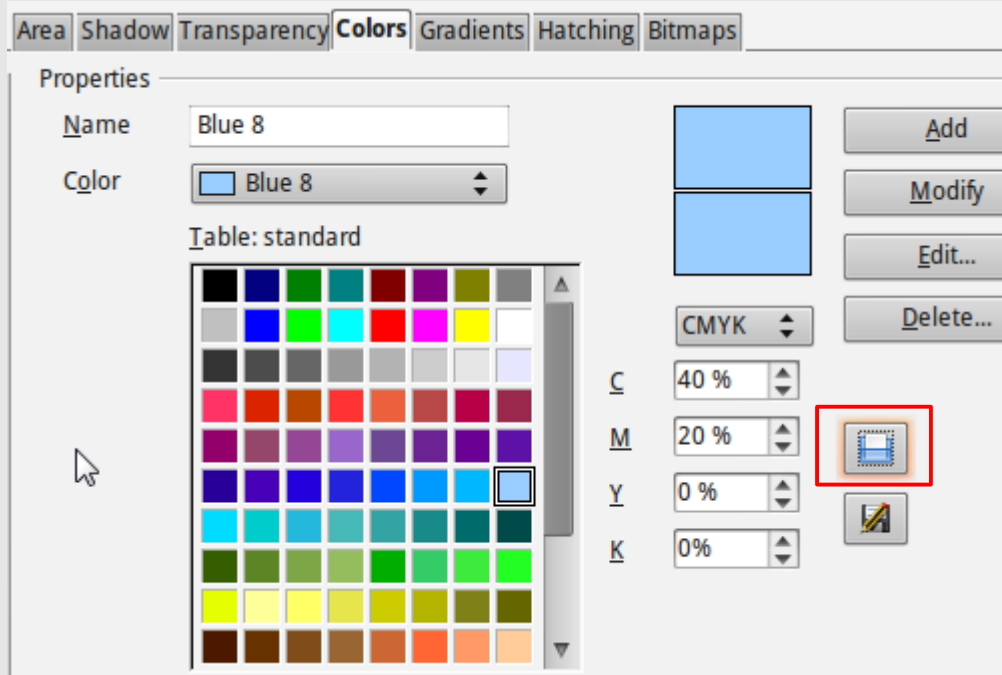 Area Shadow Transparency Colors Gradients Hatching Bitmaps
Properties
Name Blue 8 Add
Color Blue 8 Modify
Table: standard Edit...
CMYK Delete...
C 40 %
M 20 %
Y 0 %
K 0%